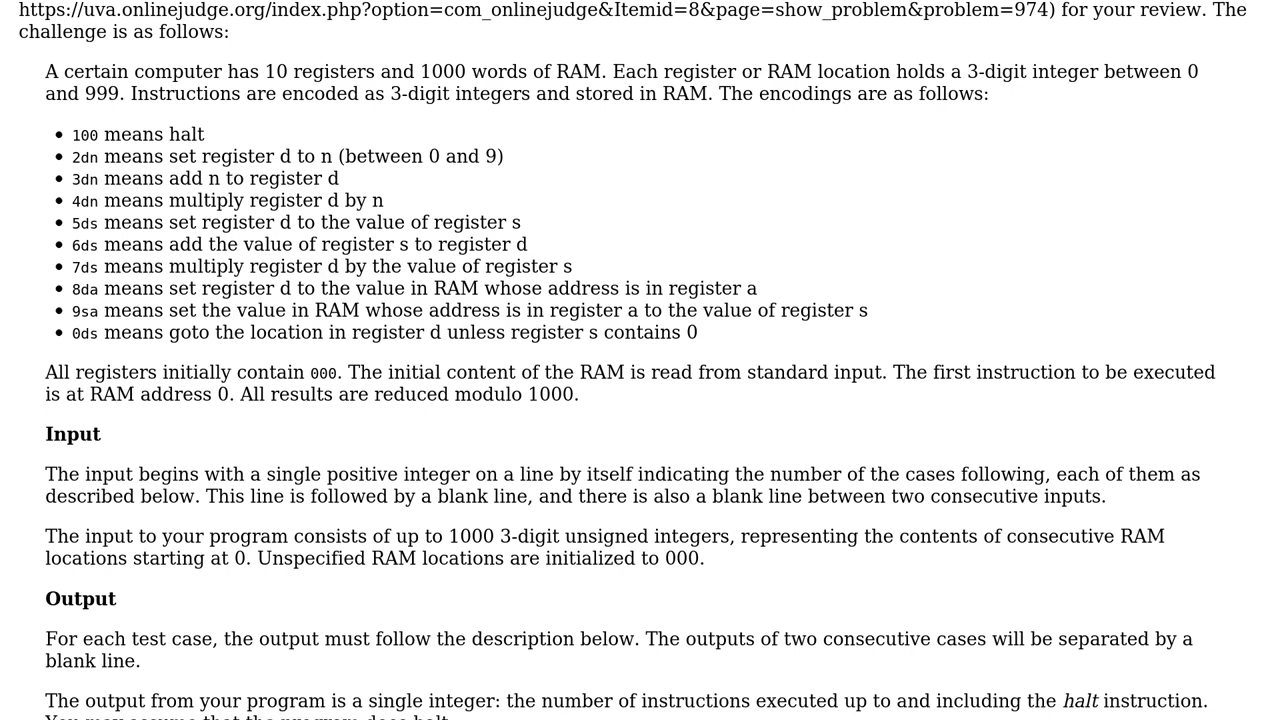 https://uva.onlinejudge.org/index.php?option=com_onlinejudge&Itemid=8&page=show_problem&problem=974) for your review. The
challenge is as follows:
A certain computer has 10 registers and 1000 words of RAM. Each register or RAM location holds a 3-digit integer between 0
and 999. Instructions are encoded as 3-digit integers and stored in RAM. The encodings are as follows:
• 100 means halt
• 2dn means set register d to n (between 0 and 9)
• 3dn means add n to register d
• 4dn means multiply register d by n
• 5ds means set register d to the value of register s
• 6ds means add the value of register s to register d
• 7ds means multiply register d by the value of register s
• 8da means set register d to the value in RAM whose address is in register a
• 9sa means set the value in RAM whose address is in register a to the value of register s
• 0ds means goto the location in register d unless register s contains 0
All registers initially contain 000. The initial content of the RAM is read from standard input. The first instruction to be executed
is at RAM address 0. All results are reduced modulo 1000.
Input
The input begins with a single positive integer on a line by itself indicating the number of the cases following, each of them as
described below. This line is followed by a blank line, and there is also a blank line between two consecutive inputs.
The input to your program consists of up to 1000 3-digit unsigned integers, representing the contents of consecutive RAM
locations starting at 0. Unspecified RAM locations are initialized to 000.
Output
For each test case, the output must follow the description below. The outputs of two consecutive cases will be separated by a
blank line.
The output from your program is a single integer: the number of instructions executed up to and including the halt instruction.
You may assume that the program does halt.